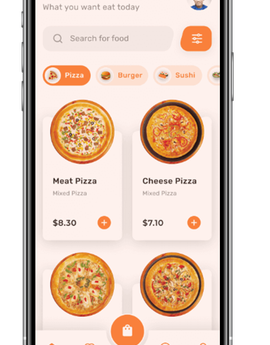 What you want eat today
Search for food
Pizza
Burger
Sushi
Meat Pizza
Mixed Pizza
$8.30
Cheese Pizza
Mixed Pizza
$7.10